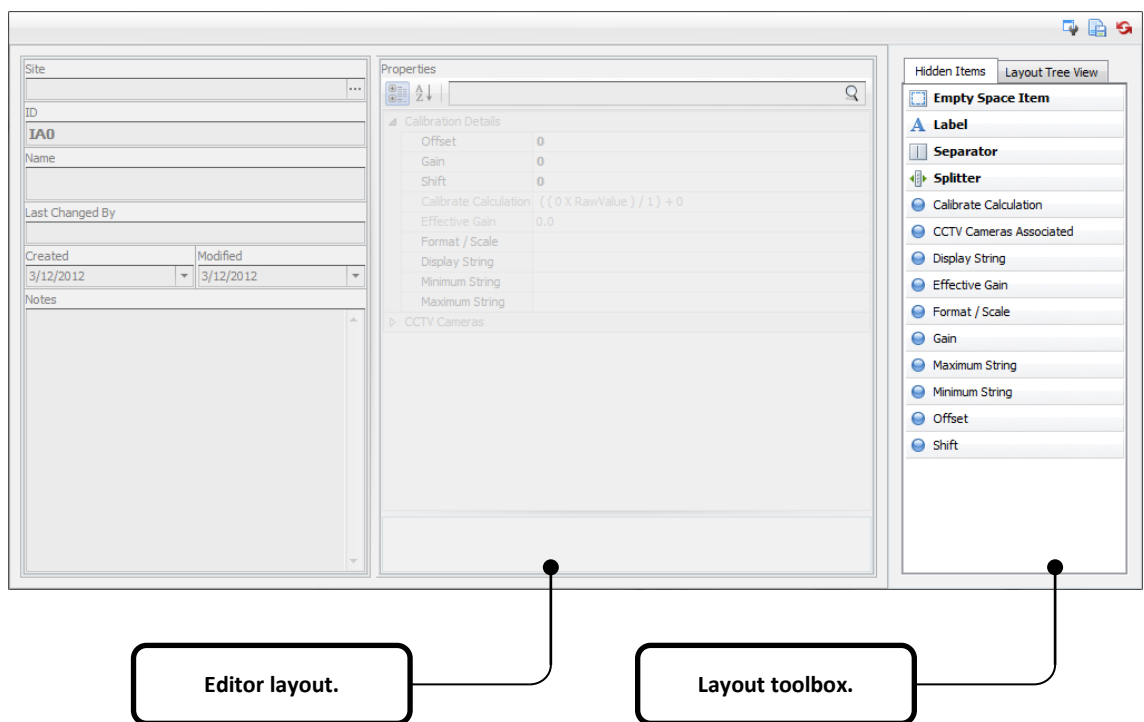 Site
...
ID
IA0
Name
Last Changed By
Created Modified
3/12/2012 3/12/2012
Notes
Properties
Calibration Details
Offset 0
Gain 0
Shift 0
Calibrate Calculation ( ( 0 X RawValue ) / 1 ) + 0
Effective Gain 0.0
Format / Scale
Display String
Minimum String
Maximum String
CCTV Cameras
Hidden Items Layout Tree View
Empty Space Item
A Label
Separator
Splitter
Calibrate Calculation
CCTV Cameras Associated
Display String
Effective Gain
Format / Scale
Gain
Maximum String
Minimum String
Offset
Shift
Editor layout.
Layout toolbox.